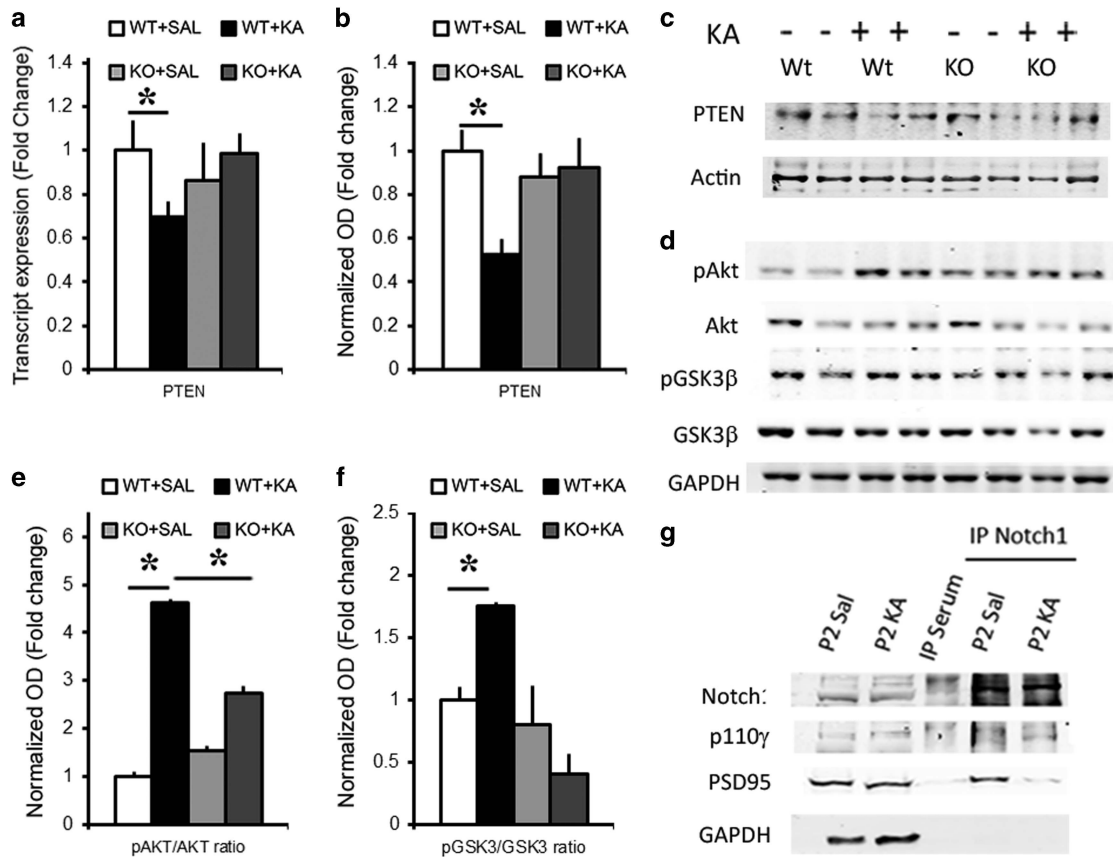 a
WT+SAL WT+KA
KO+SAL KO+KA
Transcript expression (Fold Change)
1.4
1.2
1
0.8
0.6
0.4
0.2
0
*
PTEN
b
WT+SAL WT+KA
KO+SAL KO+KA
Normalized OD (Fold change)
1.4
1.2
1
0.8
0.6
0.4
0.2
0
*
PTEN
c
KA - - + + - - + +
Wt Wt KO KO
PTEN
Actin
d
pAkt
Akt
pGSK3β
GSK3β
GAPDH
e
WT+SAL WT+KA
KO+SAL KO+KA
Normalized OD (Fold change)
6
5
4
3
2
1
0
* *
pAKT/AKT ratio
f
WT+SAL WT+KA
KO+SAL KO+KA
Normalized OD (Fold change)
2.5
2
1.5
1
0.5
0
*
pGSK3/GSK3 ratio
g
IP Notch1
P2 Sal P2 KA IP Serum P2 Sal P2 KA
Notch
p110γ
PSD95
GAPDH